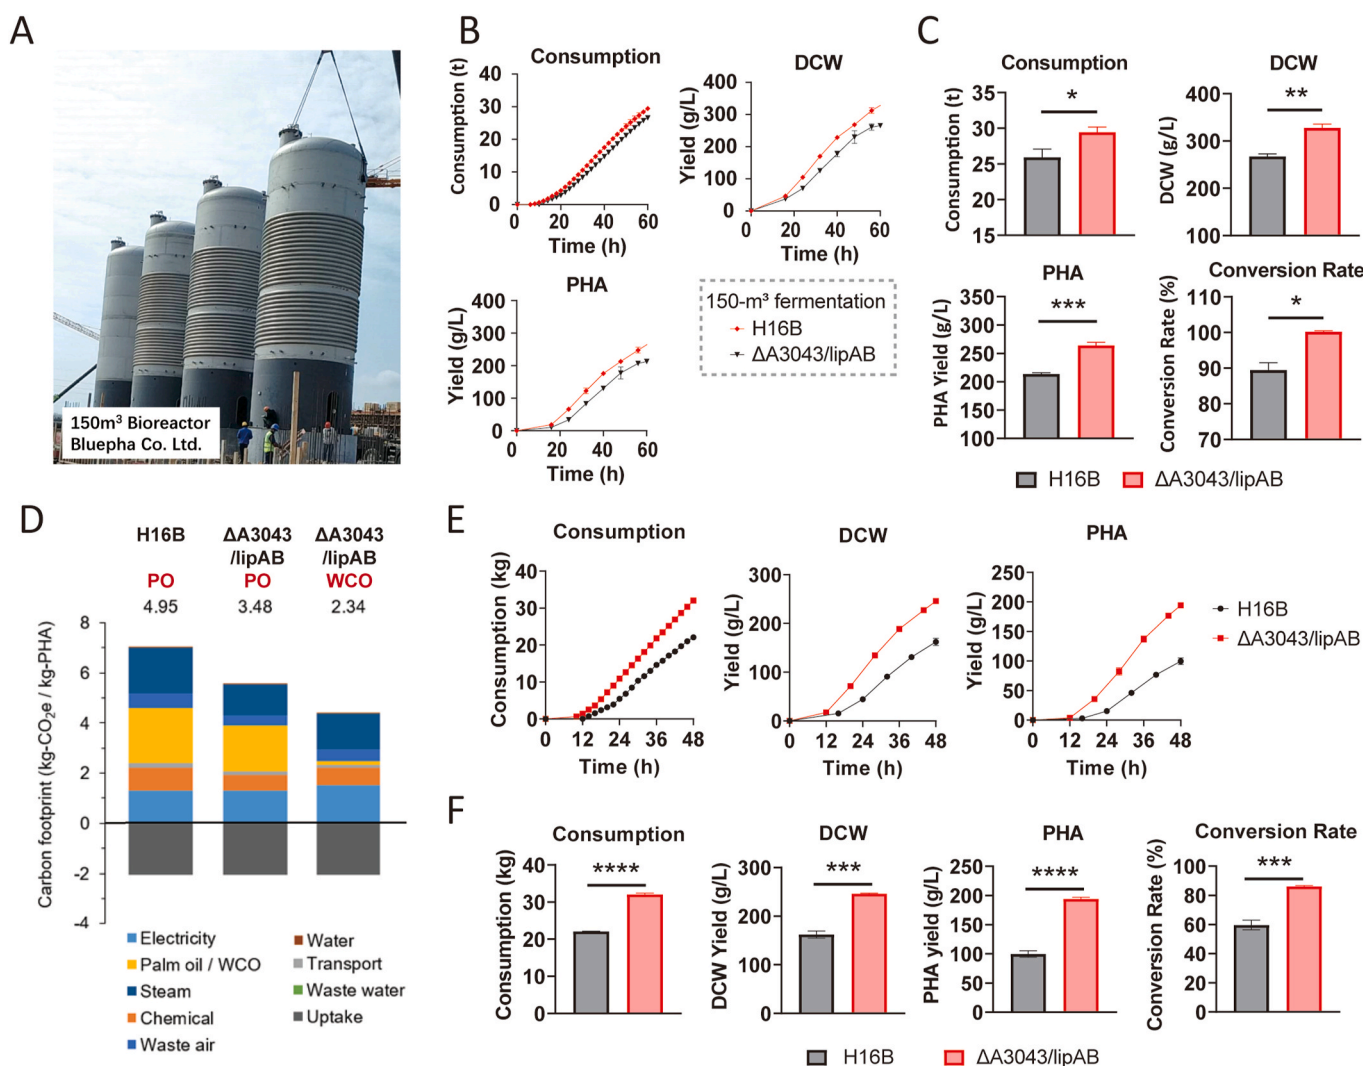 A
150m³ Bioreactor
Bluepha Co. Ltd.
B
Consumption
Consumption (t)
40
30
20
10
0
0
20
40
60
Time (h)
DCW
Yield (g/L)
400
300
200
100
0
0
20
40
60
Time (h)
PHA
Yield (g/L)
400
300
200
100
0
0
20
40
60
Time (h)
150-m³ fermentation
H16B
ΔA3043/lipAB
C
Consumption
Consumption (t)
35
30
25
20
15
*
DCW
DCW (g/L)
400
300
200
100
**
PHA
PHA Yield (g/L)
350
300
250
200
150
100
***
Conversion Rate
Conversion Rate (%)
110
100
90
80
70
*
H16B
ΔA3043/lipAB
D
H16B
ΔA3043
/lipAB
ΔA3043
/lipAB
PO
PO
WCO
4.95
3.48
2.34
Carbon footprint (kg-CO₂e / kg-PHA)
8
6
4
2
0
-2
-4
Electricity
Palm oil / WCO
Steam
Chemical
Waste air
Water
Transport
Waste water
Uptake
E
Consumption
Consumption (kg)
40
30
20
10
0
0
12
24
36
48
Time (h)
DCW
Yield (g/L)
300
200
100
0
0
12
24
36
48
Time (h)
PHA
Yield (g/L)
250
200
150
100
50
0
0
12
24
36
48
Time (h)
H16B
ΔA3043/lipAB
F
Consumption
Consumption (kg)
40
30
20
10
0
****
DCW
DCW Yield (g/L)
300
200
100
0
***
PHA
PHA yield (g/L)
250
200
150
100
50
0
****
Conversion Rate
Conversion Rate (%)
100
80
60
40
20
0
***
H16B
ΔA3043/lipAB